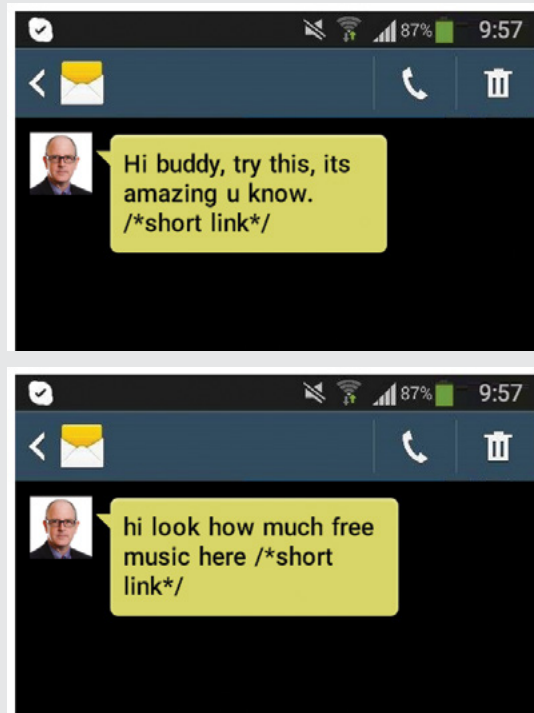 87% 9:57
Hi buddy, try this, its
amazing u know.
/*short link*/
87% 9:57
hi look how much free
music here /*short
link*/